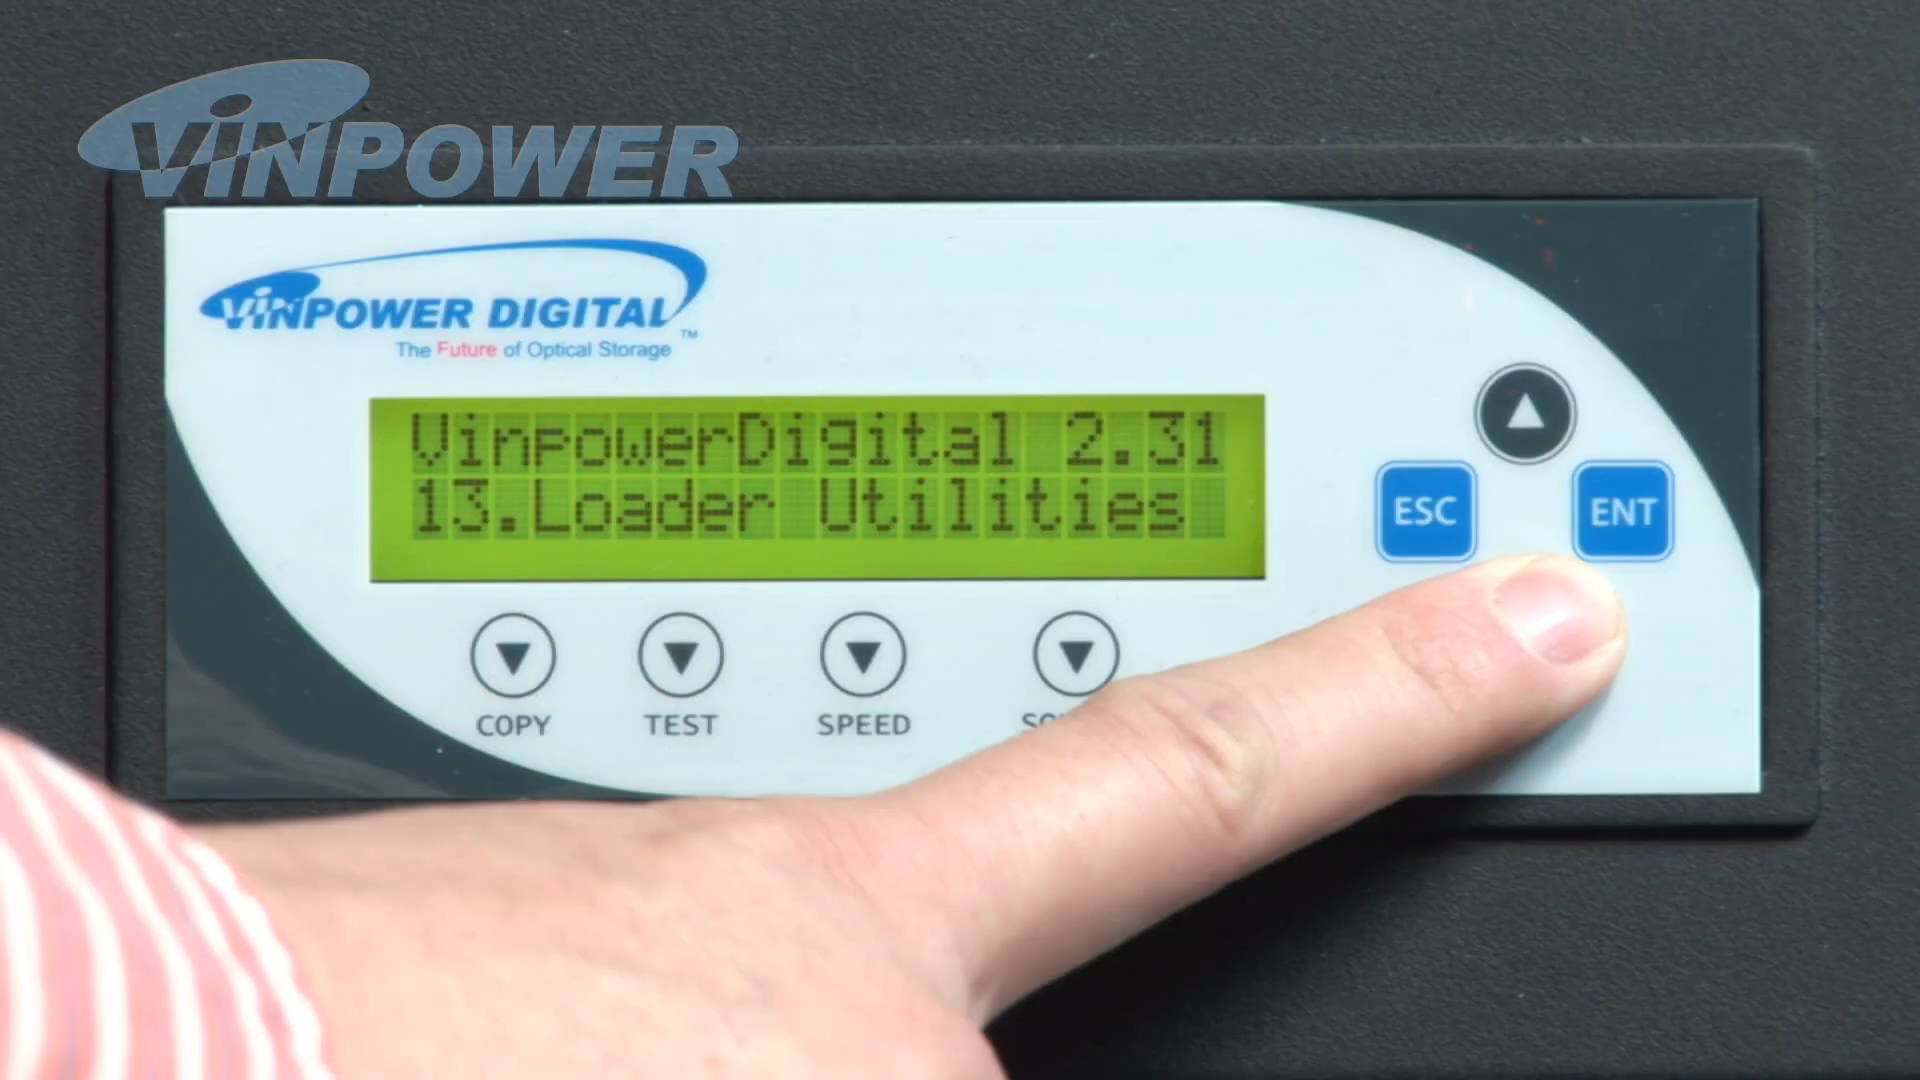 VINPOWER
VINPOWER DIGITAL
TM
The Future of Optical Storage
VinpowerDigital 2.31
13.Loader Utilities
ESC
ENT
COPY
TEST
SPEED